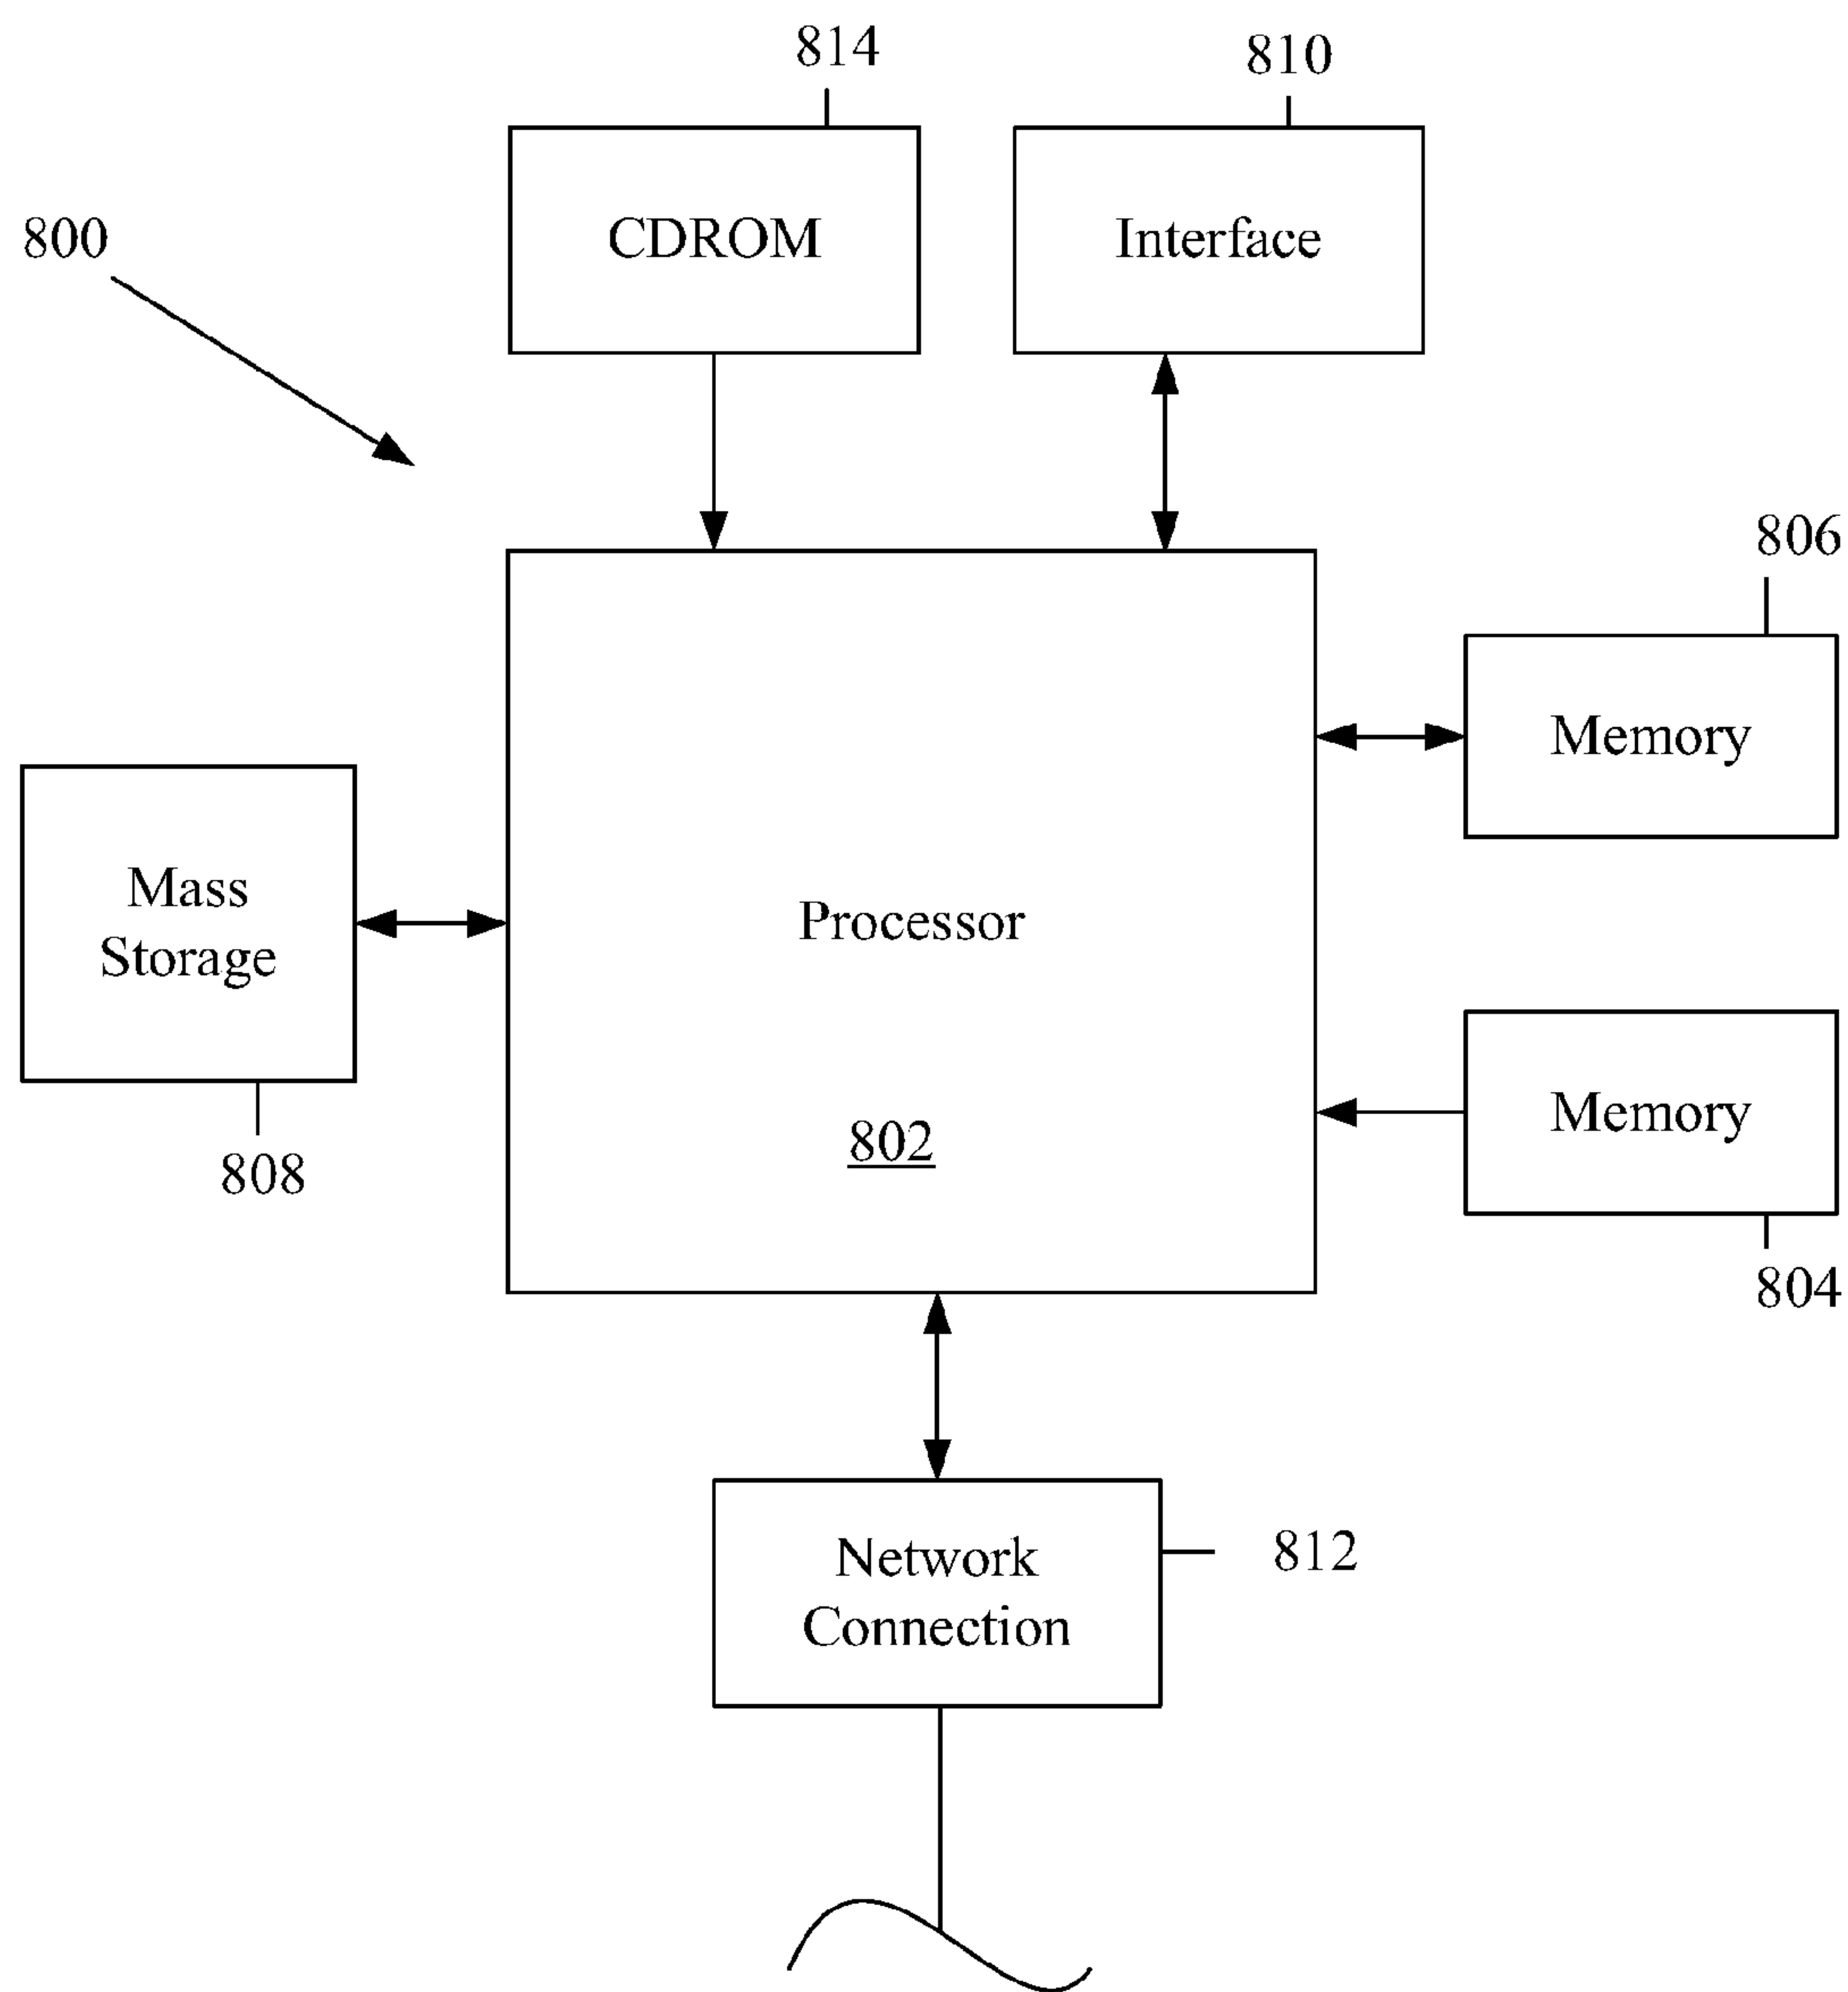 814
810
800
CDROM
Interface
806
Memory
Mass
Storage
Processor
Memory
802
808
804
Network
Connection
812